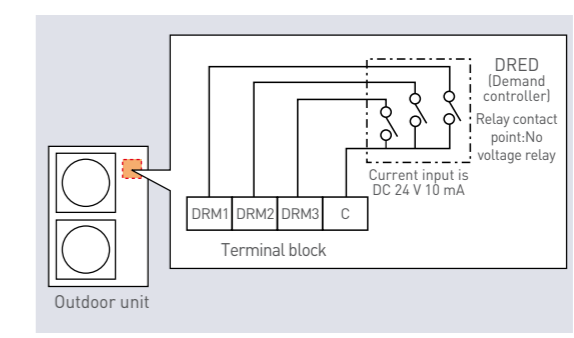 DRED
(Demand
controller)
Relay contact
point:No
voltage relay
Current input is
DC 24 V 10 mA
DRM1 DRM2 DRM3 C
Terminal block
Outdoor unit